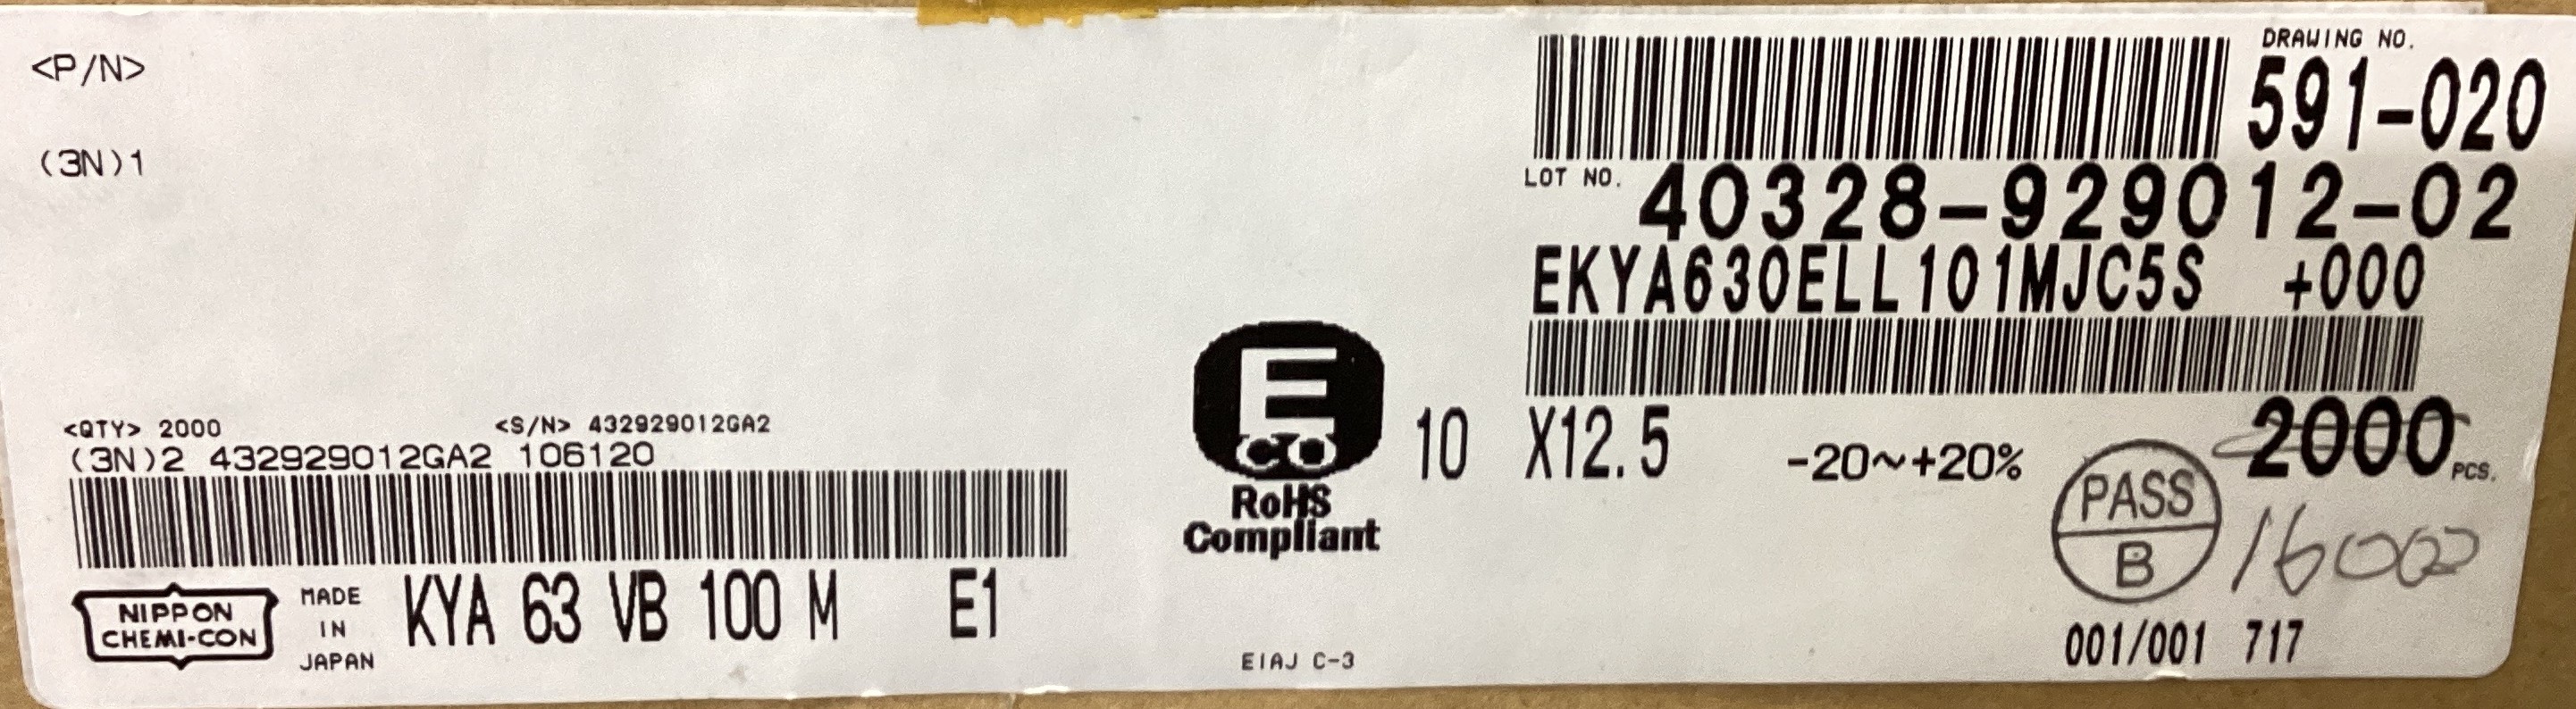 <P/N>
(3N)1
DRAWING NO.
591-020
LOT NO. 40328-929012-02
EKYA630ELL101MJC5S +000
<QTY> 2000 <S/N> 432929012GA2
(3N)2 432929012GA2 106120
E
co
RoHS
Compliant
10 X12.5 -20~+20% 2000 PCS.
PASS
B
1600
NIPPON
CHEMI-CON
MADE
IN
JAPAN
KYA 63 VB 100 M E1
EIAJ C-3
001/001 717